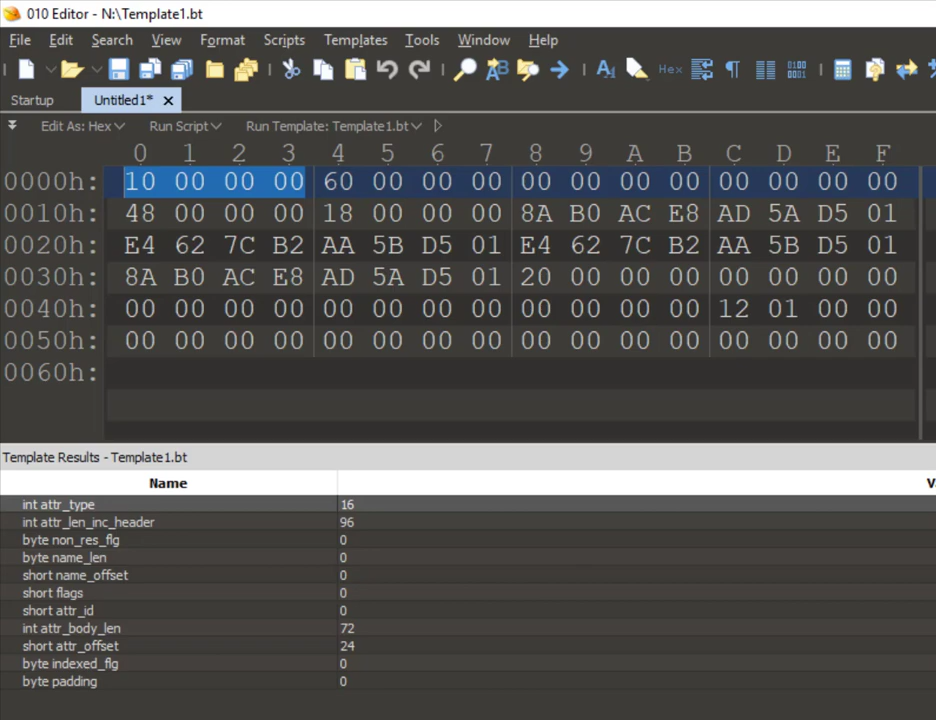 010 Editor - N:\Template1.bt
File Edit Search View Format Scripts Templates Tools Window Help
Hex
Startup Untitled1*
Edit As: Hex Run Script Run Template: Template1.bt
0 1 2 3 4 5 6 7 8 9 A B C D E F
0000h: 10 00 00 00 60 00 00 00 00 00 00 00 00 00 00 00
0010h: 48 00 00 00 18 00 00 00 8A B0 AC E8 AD 5A D5 01
0020h: E4 62 7C B2 AA 5B D5 01 E4 62 7C B2 AA 5B D5 01
0030h: 8A B0 AC E8 AD 5A D5 01 20 00 00 00 00 00 00 00
0040h: 00 00 00 00 00 00 00 00 00 00 00 00 12 01 00 00
0050h: 00 00 00 00 00 00 00 00 00 00 00 00 00 00 00 00
0060h:
Template Results - Template1.bt
Name
int attr_type 16
int attr_len_inc_header 96
byte non_res_flg 0
byte name_len 0
short name_offset 0
short flags 0
short attr_id 0
int attr_body_len 72
short attr_offset 24
byte indexed_flg 0
byte padding 0